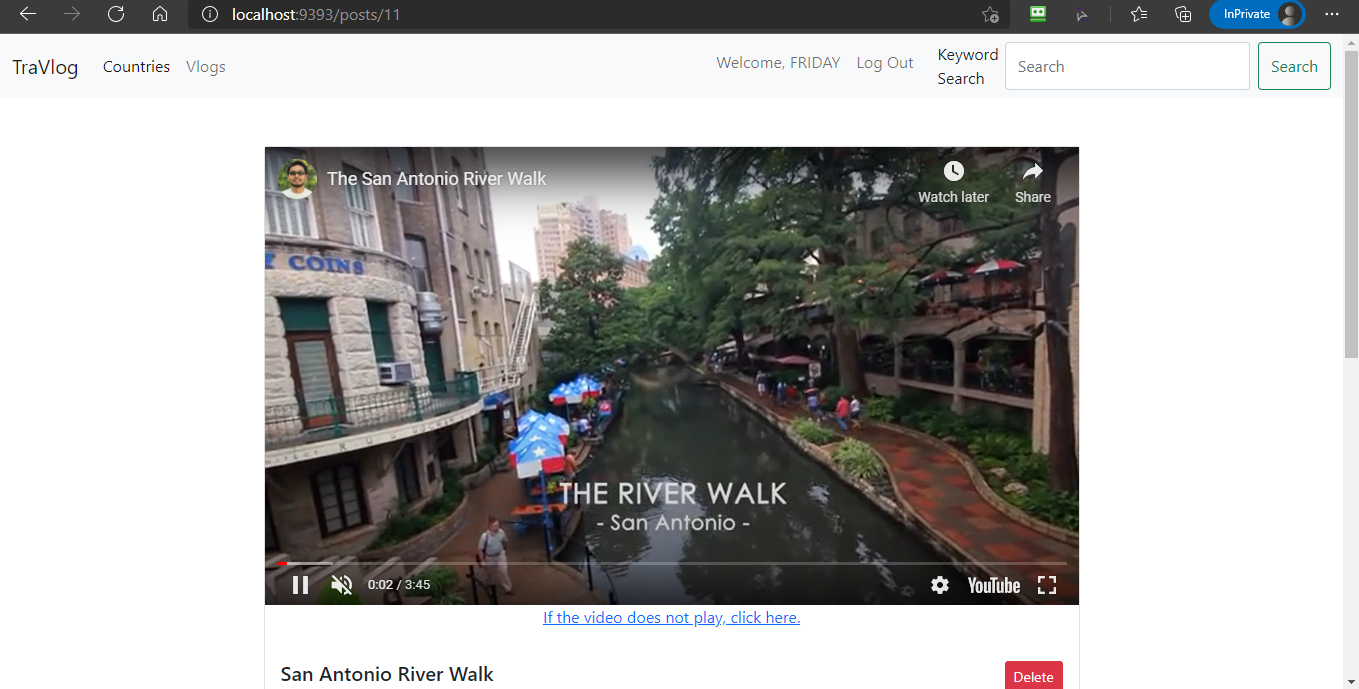 localhost:9393/posts/11
InPrivate
TraVlog
Countries
Vlogs
Welcome, FRIDAY
Log Out
Keyword
Search
Search
Search
The San Antonio River Walk
Watch later
Share
COINS
THE RIVER WALK
- San Antonio -
0:02 / 3:45
YouTube
If the video does not play, click here.
San Antonio River Walk
Delete